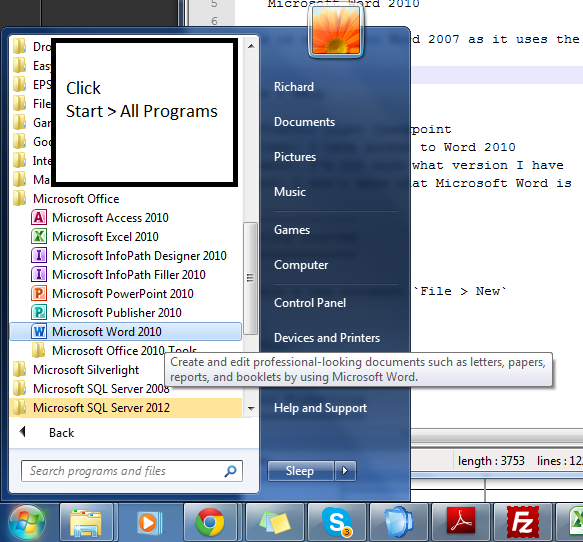 5 Microsoft Word 2010
6
Word 2007 as it uses the
Dro
Eas
EPS
File
Gar
Goo
Inte
Ma
Click
Start > All Programs
Microsoft Office
Microsoft Access 2010
Microsoft Excel 2010
Microsoft InfoPath Designer 2010
Microsoft InfoPath Filler 2010
Microsoft PowerPoint 2010
Microsoft Publisher 2010
Microsoft Word 2010
Microsoft Office 2010 Tools
Microsoft Silverlight
Microsoft SQL Server 2008
Microsoft SQL Server 2012
Back
Search programs and files
Richard
Documents
Pictures
Music
Games
Computer
Control Panel
Devices and Printers
Create and edit professional-looking documents such as letters, papers,
reports, and booklets by using Microsoft Word.
Help and Support
Sleep
point
to Word 2010
what version I have
at Microsoft Word is
`File > New`
length : 3753 lines : 12
3